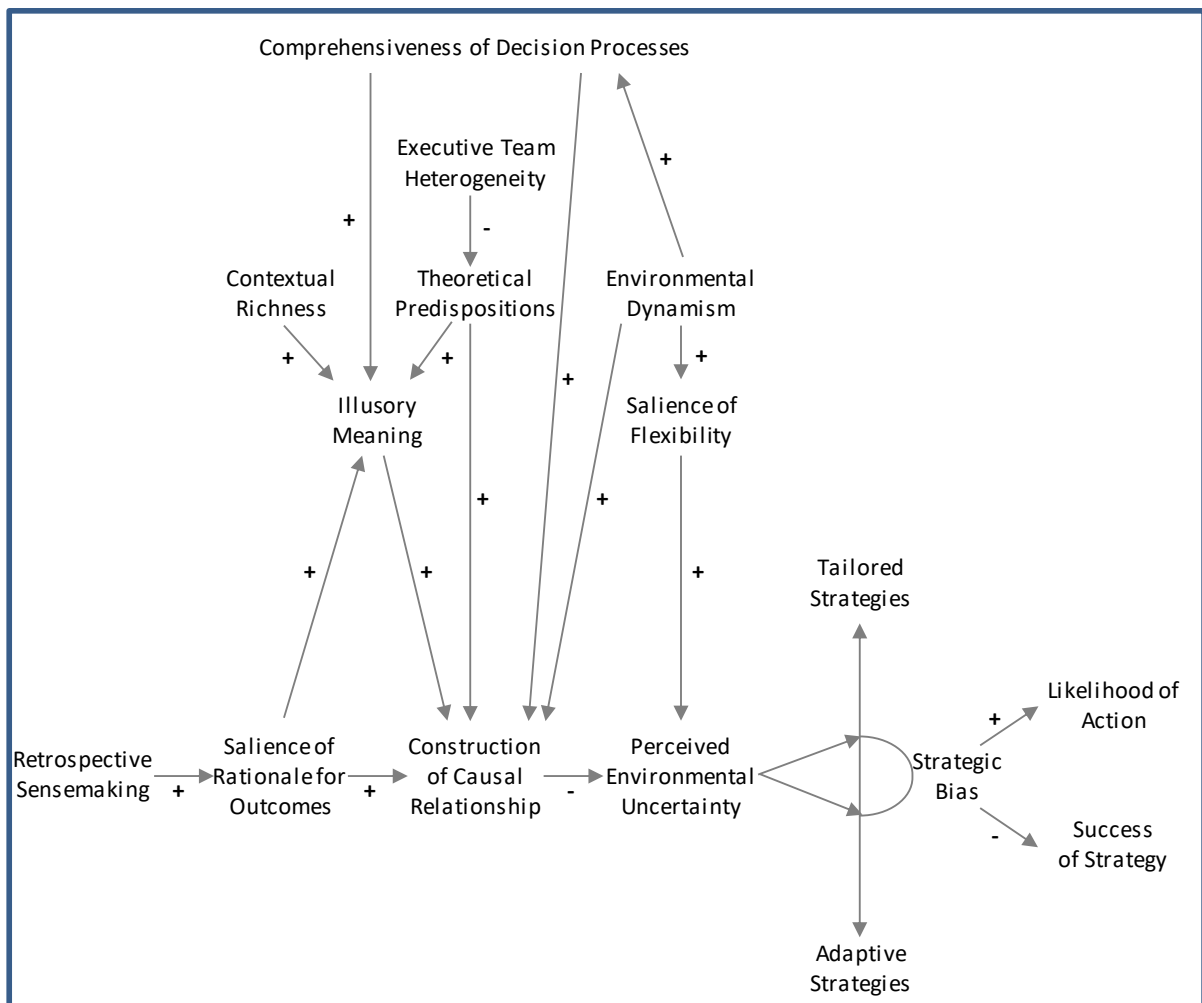 Comprehensiveness of Decision Processes
Executive Team
Heterogeneity
+
+
-
Contextual
Richness
Theoretical
Predispositions
Environmental
Dynamism
+
+
+
+
Illusory
Meaning
Salience of
Flexibility
+
+
+
+
+
+
Tailored
Strategies
Retrospective
Sensemaking
+
Salience of
Rationale for
Outcomes
+
Construction
of Causal
Relationship
-
Perceived
Environmental
Uncertainty
Strategic
Bias
+
Likelihood of
Action
-
Success
of Strategy
Adaptive
Strategies